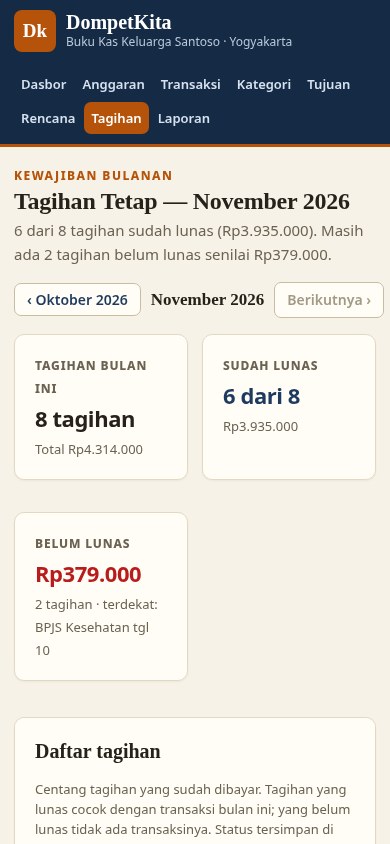 Dk
DompetKita
Buku Kas Keluarga Santoso · Yogyakarta
Dasbor Anggaran Transaksi Kategori Tujuan
Rencana Tagihan Laporan
KEWAJIBAN BULANAN
Tagihan Tetap — November 2026
6 dari 8 tagihan sudah lunas (Rp3.935.000). Masih
ada 2 tagihan belum lunas senilai Rp379.000.
‹ Oktober 2026 November 2026 Berikutnya ›
TAGIHAN BULAN
INI
8 tagihan
Total Rp4.314.000
SUDAH LUNAS
6 dari 8
Rp3.935.000
BELUM LUNAS
Rp379.000
2 tagihan · terdekat:
BPJS Kesehatan tgl
10
Daftar tagihan
Centang tagihan yang sudah dibayar. Tagihan yang
lunas cocok dengan transaksi bulan ini; yang belum
lunas tidak ada transaksinya. Status tersimpan di